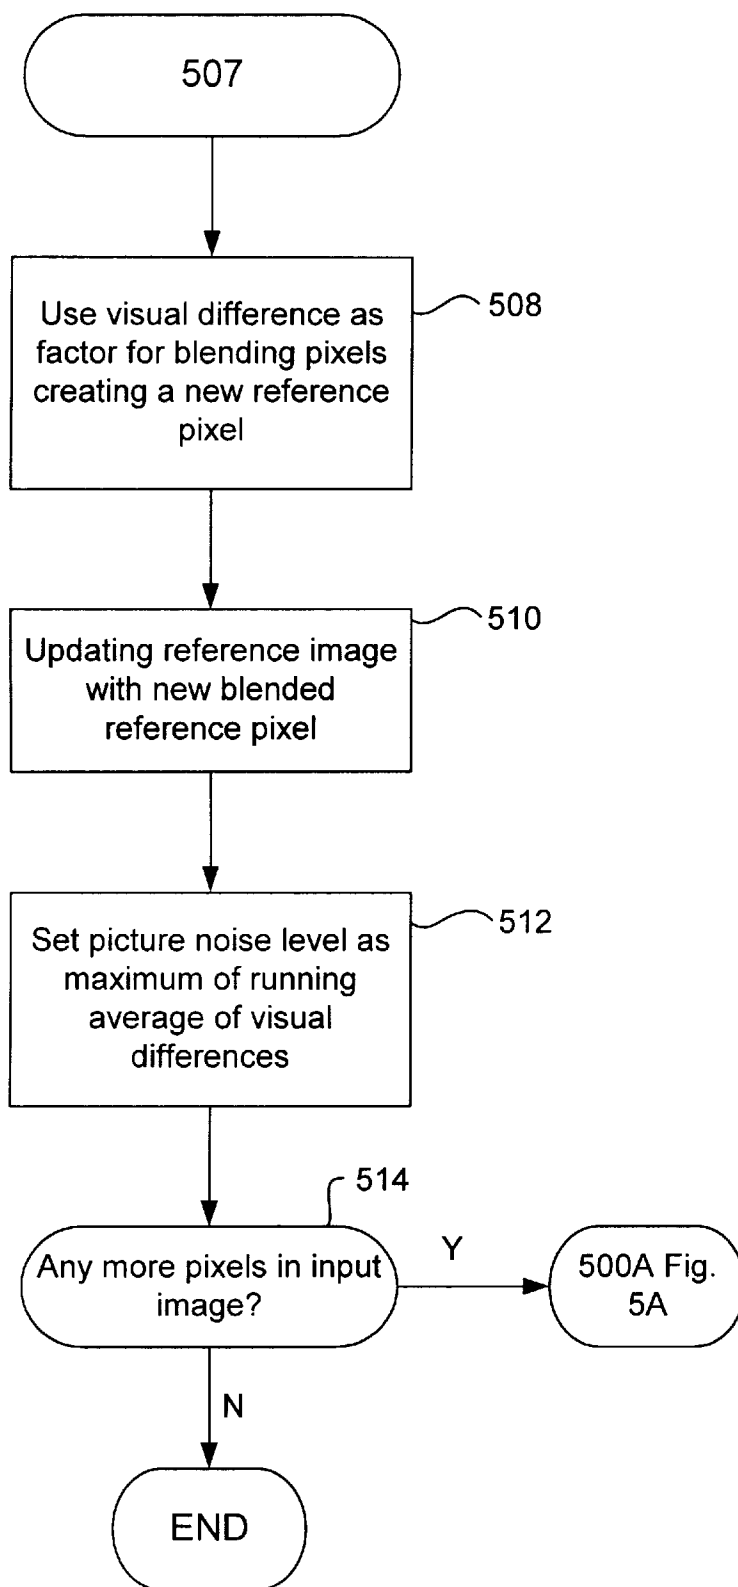 507
Use visual difference as
factor for blending pixels
creating a new reference
pixel
508
Updating reference image
with new blended
reference pixel
510
Set picture noise level as
maximum of running
average of visual
differences
512
514
Any more pixels in input
image?
Y
500A Fig.
5A
N
END